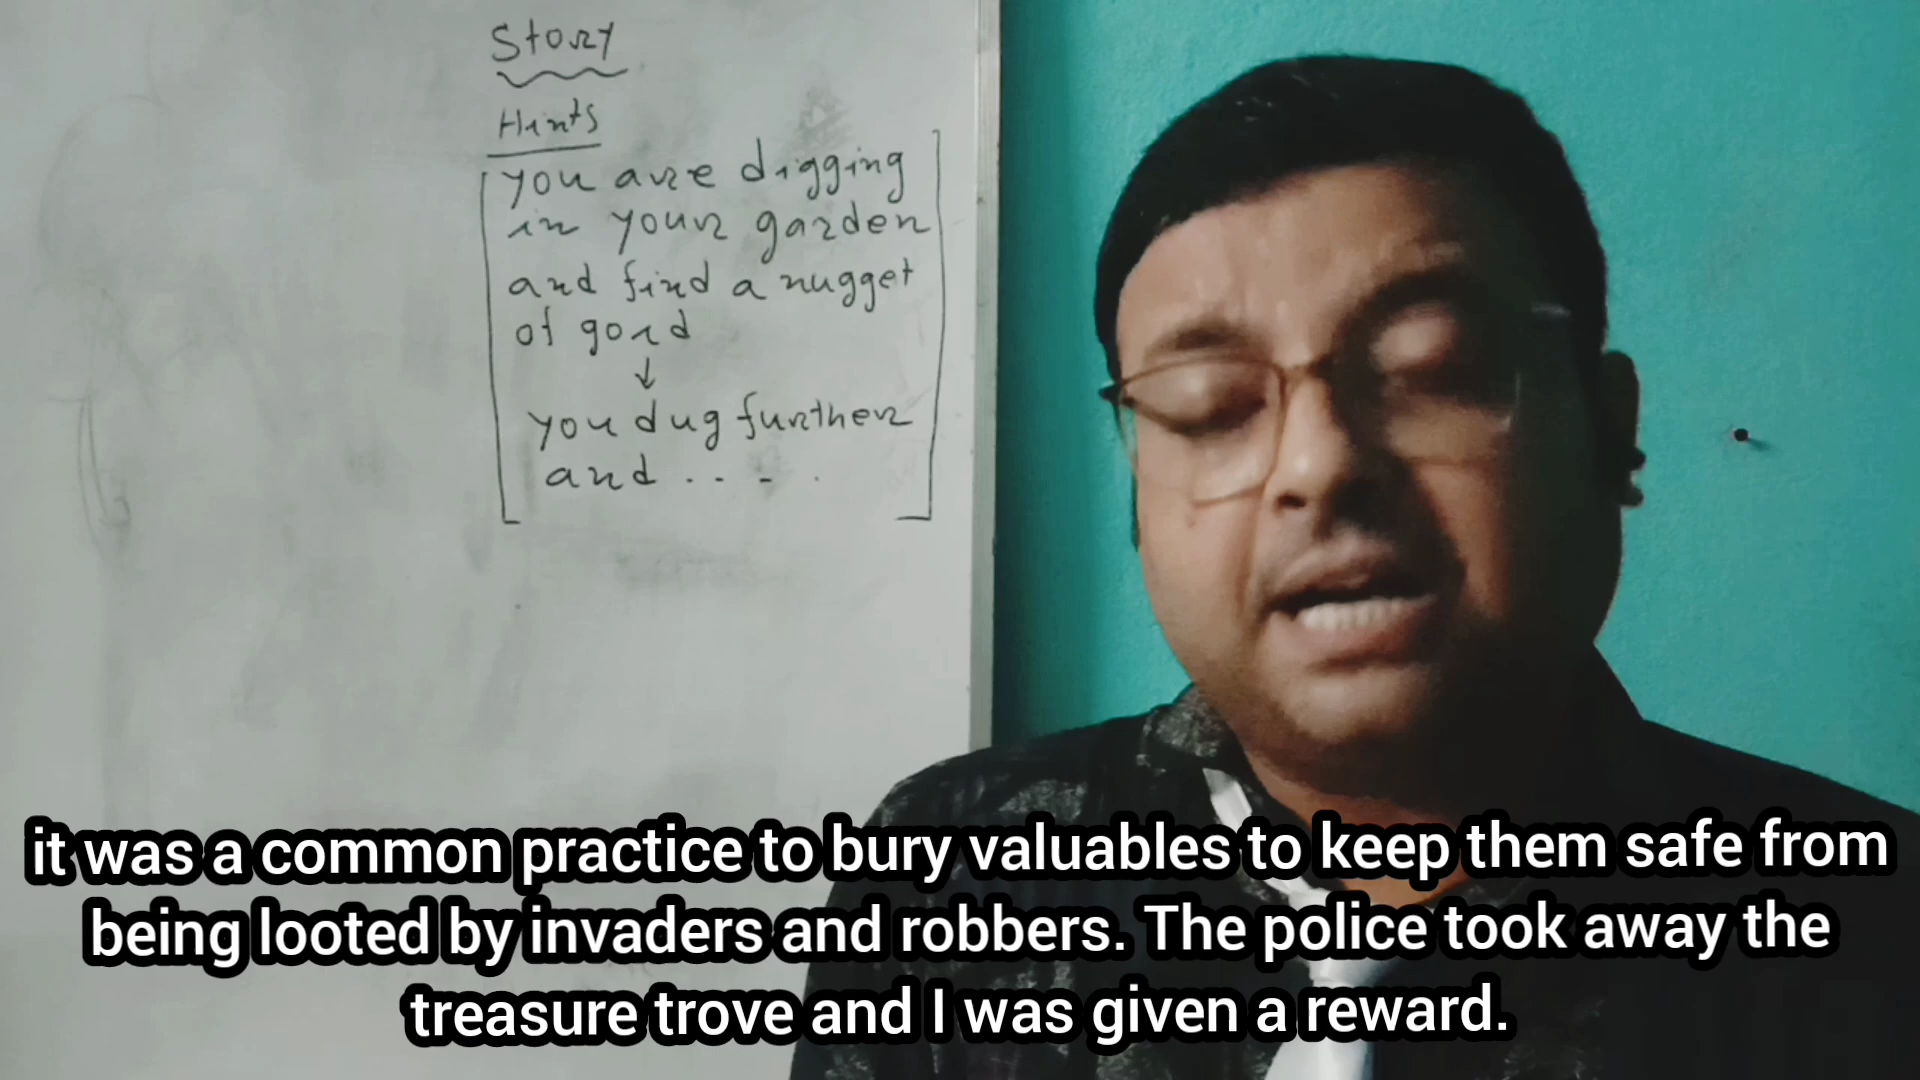 Story
Hints
you are digging
in your garden
and find a nugget
of gold
↓
you dug further
and . . - .
it was a common practice to bury valuables to keep them safe from
being looted by invaders and robbers. The police took away the
treasure trove and I was given a reward.